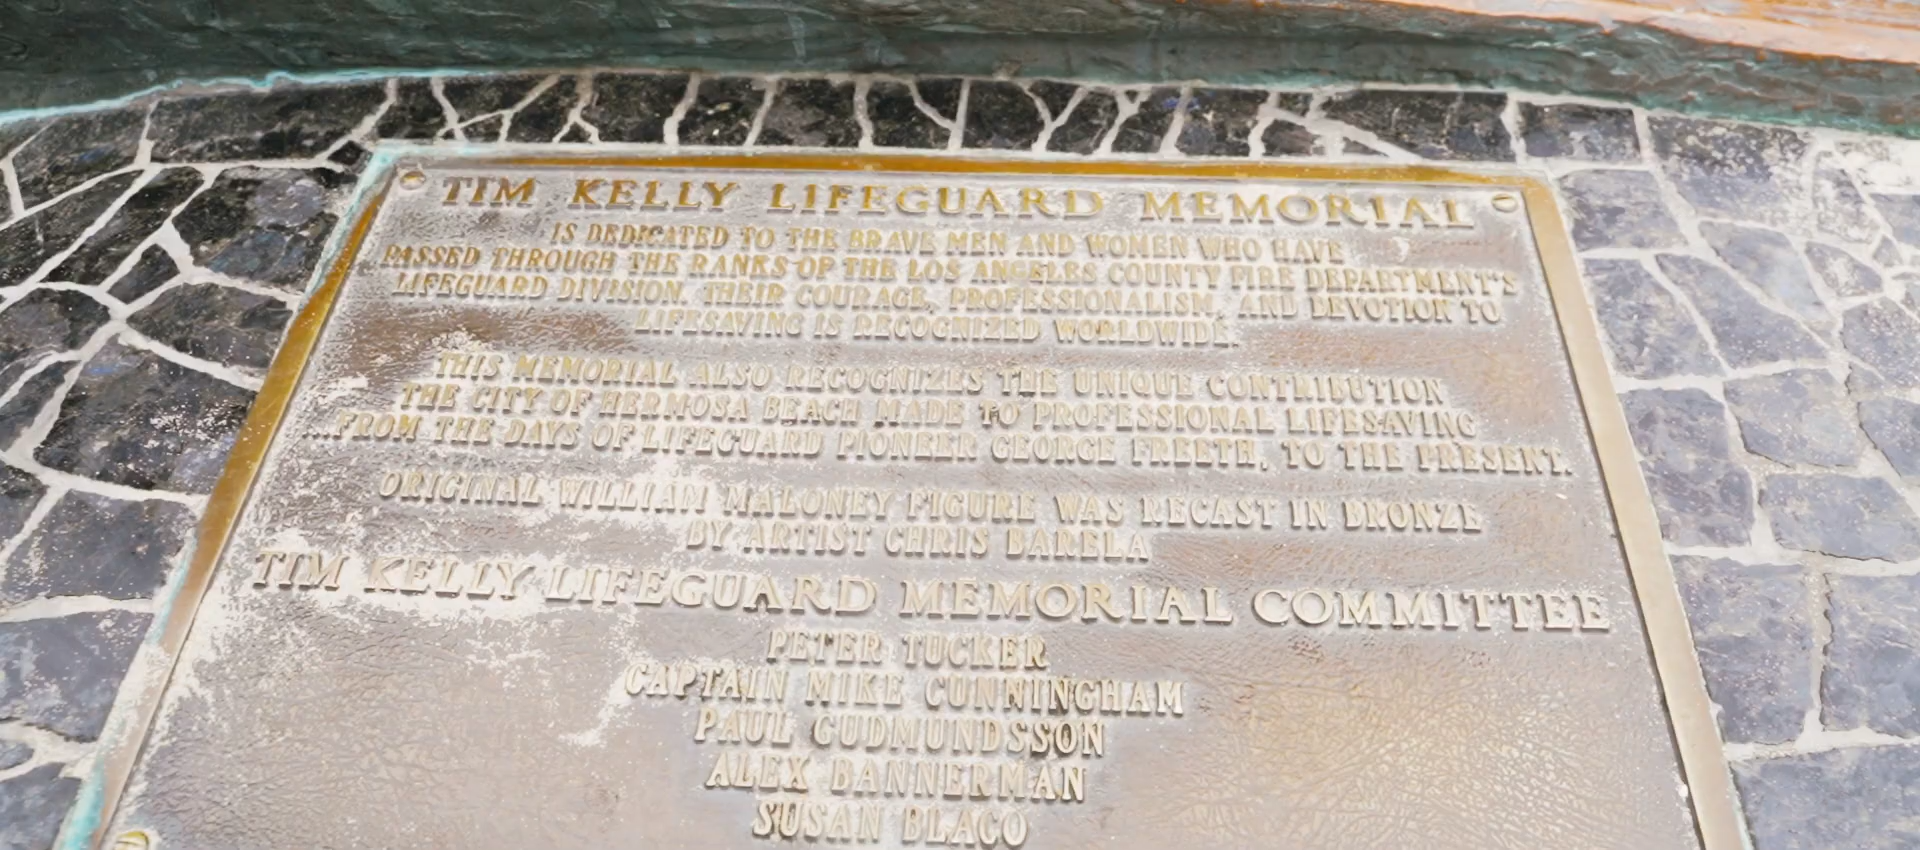 TIM KELLY LIFEGUARD MEMORIAL
IS DEDICATED TO THE BRAVE MEN AND WOMEN WHO HAVE
PASSED THROUGH THE RANKS OF THE LOS ANGELES COUNTY FIRE DEPARTMENT'S
LIFEGUARD DIVISION. THEIR COURAGE, PROFESSIONALISM, AND DEVOTION TO
LIFESAVING IS RECOGNIZED WORLDWIDE.
THIS MEMORIAL ALSO RECOGNIZES THE UNIQUE CONTRIBUTION
THE CITY OF HERMOSA BEACH MADE TO PROFESSIONAL LIFESAVING
...FROM THE DAYS OF LIFEGUARD PIONEER GEORGE FREETH, TO THE PRESENT.
ORIGINAL WILLIAM MALONEY FIGURE WAS RECAST IN BRONZE
BY ARTIST CHRIS BARELA
TIM KELLY LIFEGUARD MEMORIAL COMMITTEE
PETER TUCKER
CAPTAIN MIKE CUNNINGHAM
PAUL GUDMUNDSSON
ALEX BANNERMAN
SUSAN BLACO